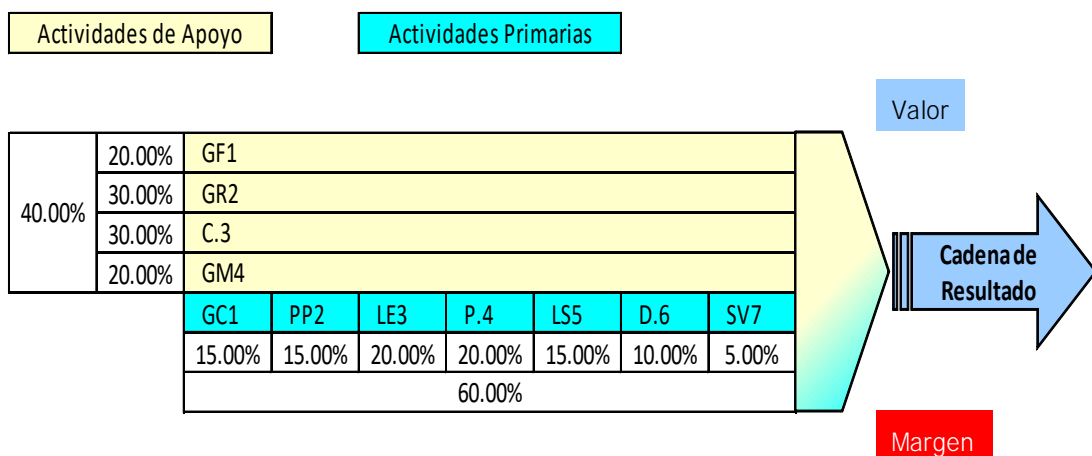 Actividades de Apoyo
Actividades Primarias
Valor
40.00%
20.00% GF1
30.00% GR2
30.00% C.3
20.00% GM4
GC1 PP2 LE3 P.4 LS5 D.6 SV7
15.00% 15.00% 20.00% 20.00% 15.00% 10.00% 5.00%
60.00%
Cadena de
Resultado
Margen